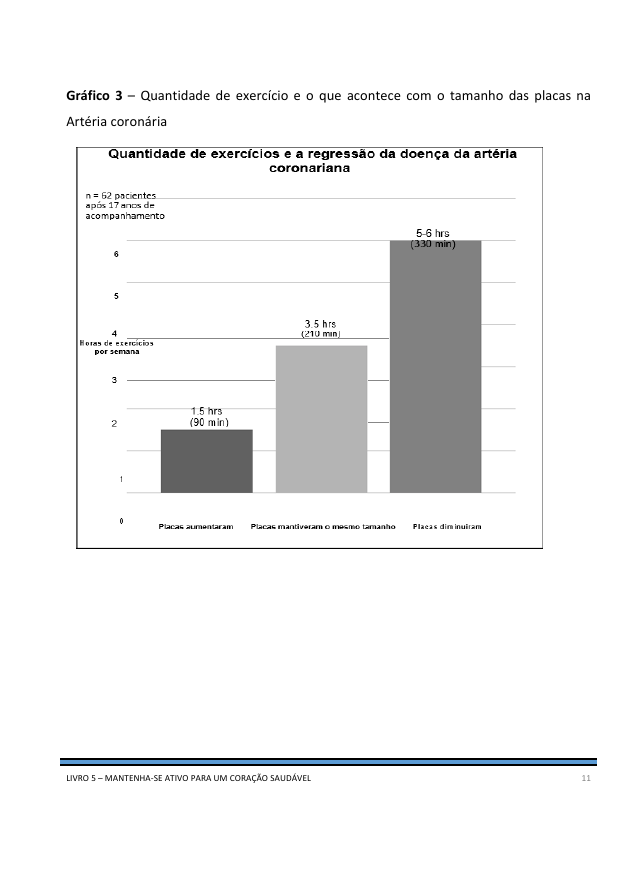 Gráfico 3 – Quantidade de exercício e o que acontece com o tamanho das placas na
Artéria coronária
Quantidade de exercícios e a regressão da doença da artéria
coronariana
n = 62 pacientes
após 17 anos de
acompanhamento
5-6 hrs
(330 min)
6
5
3.5 hrs
(210 min)
4
Horas de exercícios
por semana
3
1.5 hrs
(90 min)
2
1
0
Placas aumentaram Placas mantiveram o mesmo tamanho Placas diminuiram
LIVRO 5 – MANTENHA-SE ATIVO PARA UM CORAÇÃO SAUDÁVEL 11